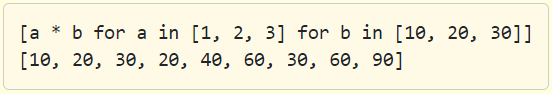 [a * b for a in [1, 2, 3] for b in [10, 20, 30]]
[10, 20, 30, 20, 40, 60, 30, 60, 90]